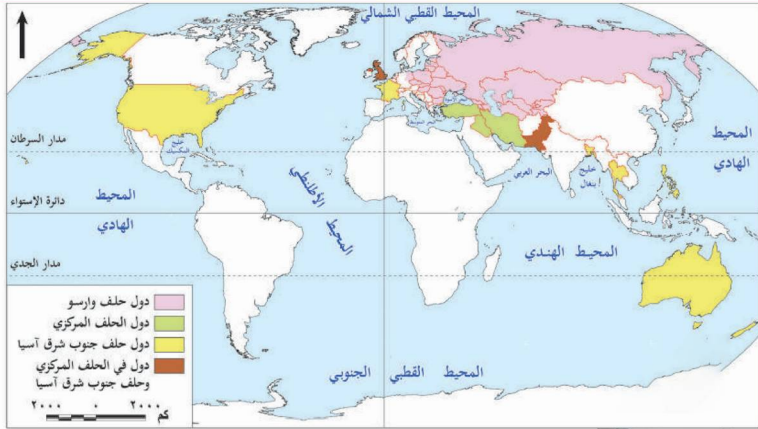 المحيط القطبي الشمالي
مدار السرطان
خليج
المكسيك
المحيط
الهادي
البحر العربي
خليج
بنغال
دائرة الإستواء
المحيط
الهادي
المحيط الأطلنطي
المحيط الهندي
مدار الجدي
دول حلف وارسو
دول الحلف المركزي
دول حلف جنوب شرق آسيا
دول في الحلف المركزي
وحلف جنوب شرق آسيا
المحيط القطبي الجنوبي
٢٠٠٠ ٠ ٢٠٠٠ كم